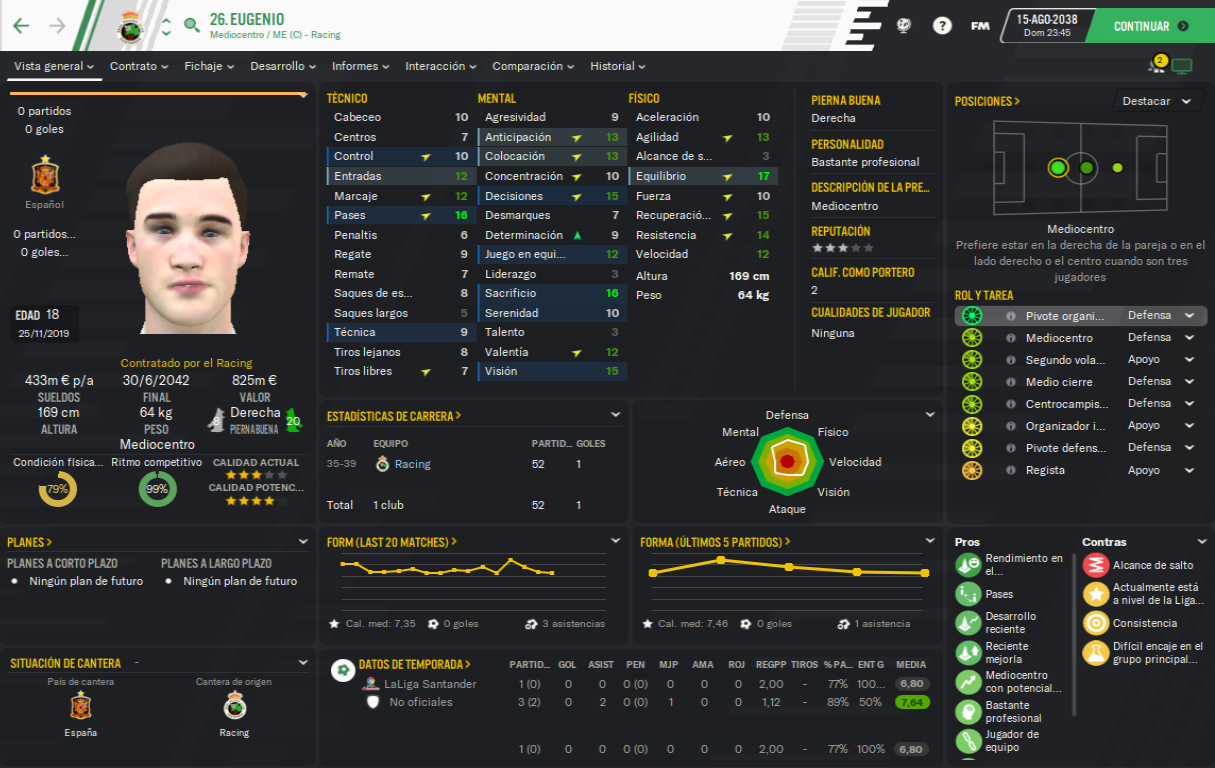 26. EUGENIO
Mediocentro / ME (C) - Racing
?
FM
15-AGO-2038
Dom 23:45
CONTINUAR
Vista general
Contrato
Fichaje
Desarrollo
Informes
Interacción
Comparación
Historial
2
0 partidos
0 goles
Español
0 partidos...
0 goles...
EDAD 18
25/11/2019
Contratado por el Racing
433m € p/a
SUELDOS
30/6/2042
FINAL
825m €
VALOR
169 cm
ALTURA
64 kg
PESO
8
Derecha
PIERNA BUENA
20
Mediocentro
Condición física...
79%
Ritmo competitivo
99%
CALIDAD ACTUAL
CALIDAD POTENC...
TÉCNICO
Cabeceo 10
Centros 7
Control 10
Entradas 12
Marcaje 12
Pases 16
Penaltis 6
Regate 9
Remate 7
Saques de es... 8
Saques largos 5
Técnica 9
Tiros lejanos 8
Tiros libres 7
MENTAL
Agresividad 9
Anticipación 13
Colocación 13
Concentración 10
Decisiones 15
Desmarques 7
Determinación 9
Juego en equi... 12
Liderazgo 3
Sacrificio 16
Serenidad 10
Talento 3
Valentía 12
Visión 15
FÍSICO
Aceleración 10
Agilidad 13
Alcance de s... 3
Equilibrio 17
Fuerza 10
Recuperació... 15
Resistencia 14
Velocidad 12
Altura 169 cm
Peso 64 kg
PIERNA BUENA
Derecha
PERSONALIDAD
Bastante profesional
DESCRIPCIÓN DE LA PRE...
Mediocentro
REPUTACIÓN
CALIF. COMO PORTERO
2
CUALIDADES DE JUGADOR
Ninguna
POSICIONES >
Destacar
Mediocentro
Prefiere estar en la derecha de la pareja o en el
lado derecho o el centro cuando son tres
jugadores
ROL Y TAREA
Pivote organi... Defensa
Mediocentro Defensa
Segundo vola... Apoyo
Medio cierre Defensa
Centrocampis... Defensa
Organizador i... Apoyo
Pivote defens... Defensa
Regista Apoyo
ESTADÍSTICAS DE CARRERA >
AÑO EQUIPO PARTID... GOLES
35-39 Racing 52 1
Total 1 club 52 1
Defensa
Mental Físico
Aéreo Velocidad
Técnica Visión
Ataque
PLANES >
PLANES A CORTO PLAZO
Ningún plan de futuro
PLANES A LARGO PLAZO
Ningún plan de futuro
FORM (LAST 20 MATCHES) >
Cal. med: 7,35 0 goles 3 asistencias
FORMA (ÚLTIMOS 5 PARTIDOS) >
Cal. med: 7,46 0 goles 1 asistencia
SITUACIÓN DE CANTERA -
País de cantera
España
Cantera de origen
Racing
DATOS DE TEMPORADA > PARTID... GOL ASIST PEN MJP AMA ROJ REGPP TIROS % PA... ENT G MEDIA
LaLiga Santander 1 (0) 0 0 0 (0) 0 0 0 2,00 - 77% 100... 6,80
No oficiales 3 (2) 0 2 0 (0) 1 0 0 1,12 - 89% 50% 7,64
1 (0) 0 0 0 (0) 0 0 0 2,00 - 77% 100% 6,80
Pros
Rendimiento en
el...
Pases
Desarrollo
reciente
Reciente
mejoría
Mediocentro
con potencial...
Bastante
profesional
Jugador de
equipo
Contras
Alcance de salto
Actualmente está
a nivel de la Liga...
Consistencia
Difícil encaje en el
grupo principal...